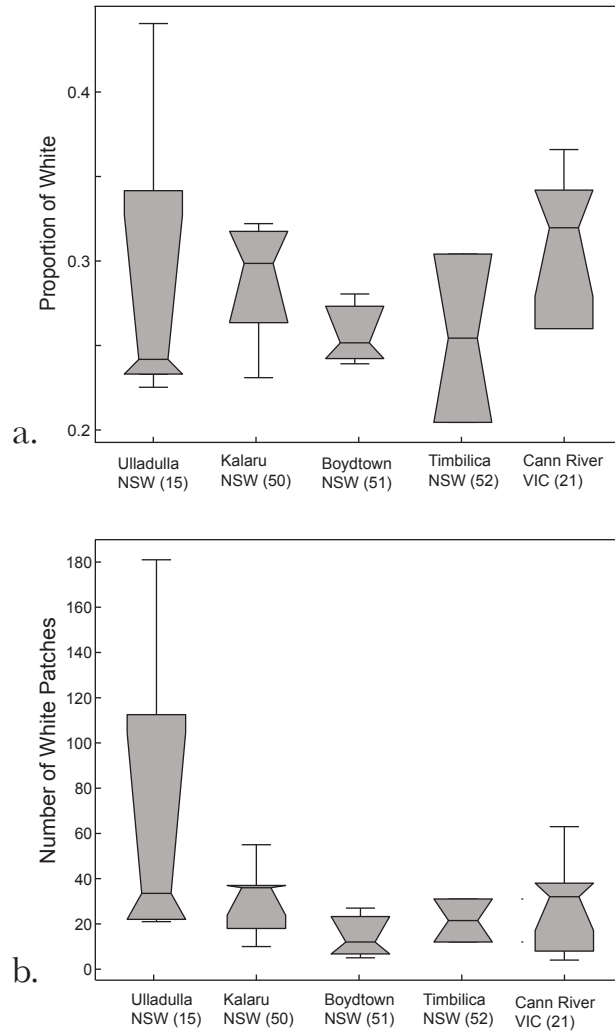 0.4
0.3
0.2
Proportion of White
a.
Ulladulla
NSW (15)
Kalaru
NSW (50)
Boydtown
NSW (51)
Timbilica
NSW (52)
Cann River
VIC (21)
180
160
140
120
100
80
60
40
20
0
Number of White Patches
b.
Ulladulla
NSW (15)
Kalaru
NSW (50)
Boydtown
NSW (51)
Timbilica
NSW (52)
Cann River
VIC (21)